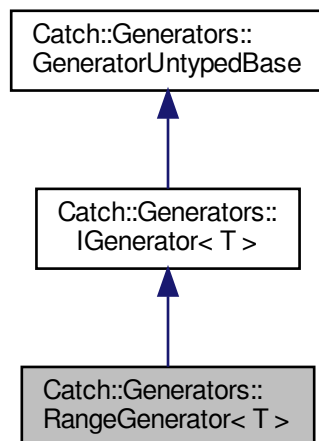 Catch::Generators::
GeneratorUntypedBase
Catch::Generators::
IGenerator< T >
Catch::Generators::
RangeGenerator< T >